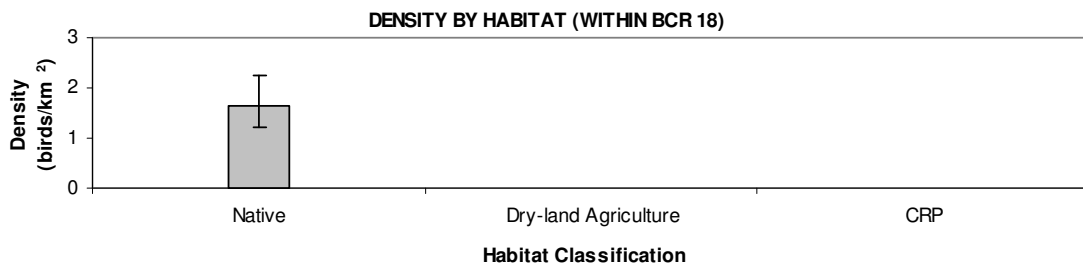 DENSITY BY HABITAT (WITHIN BCR 18)
3
2
1
0
Density
(birds/km ²)
Native Dry-land Agriculture CRP
Habitat Classification